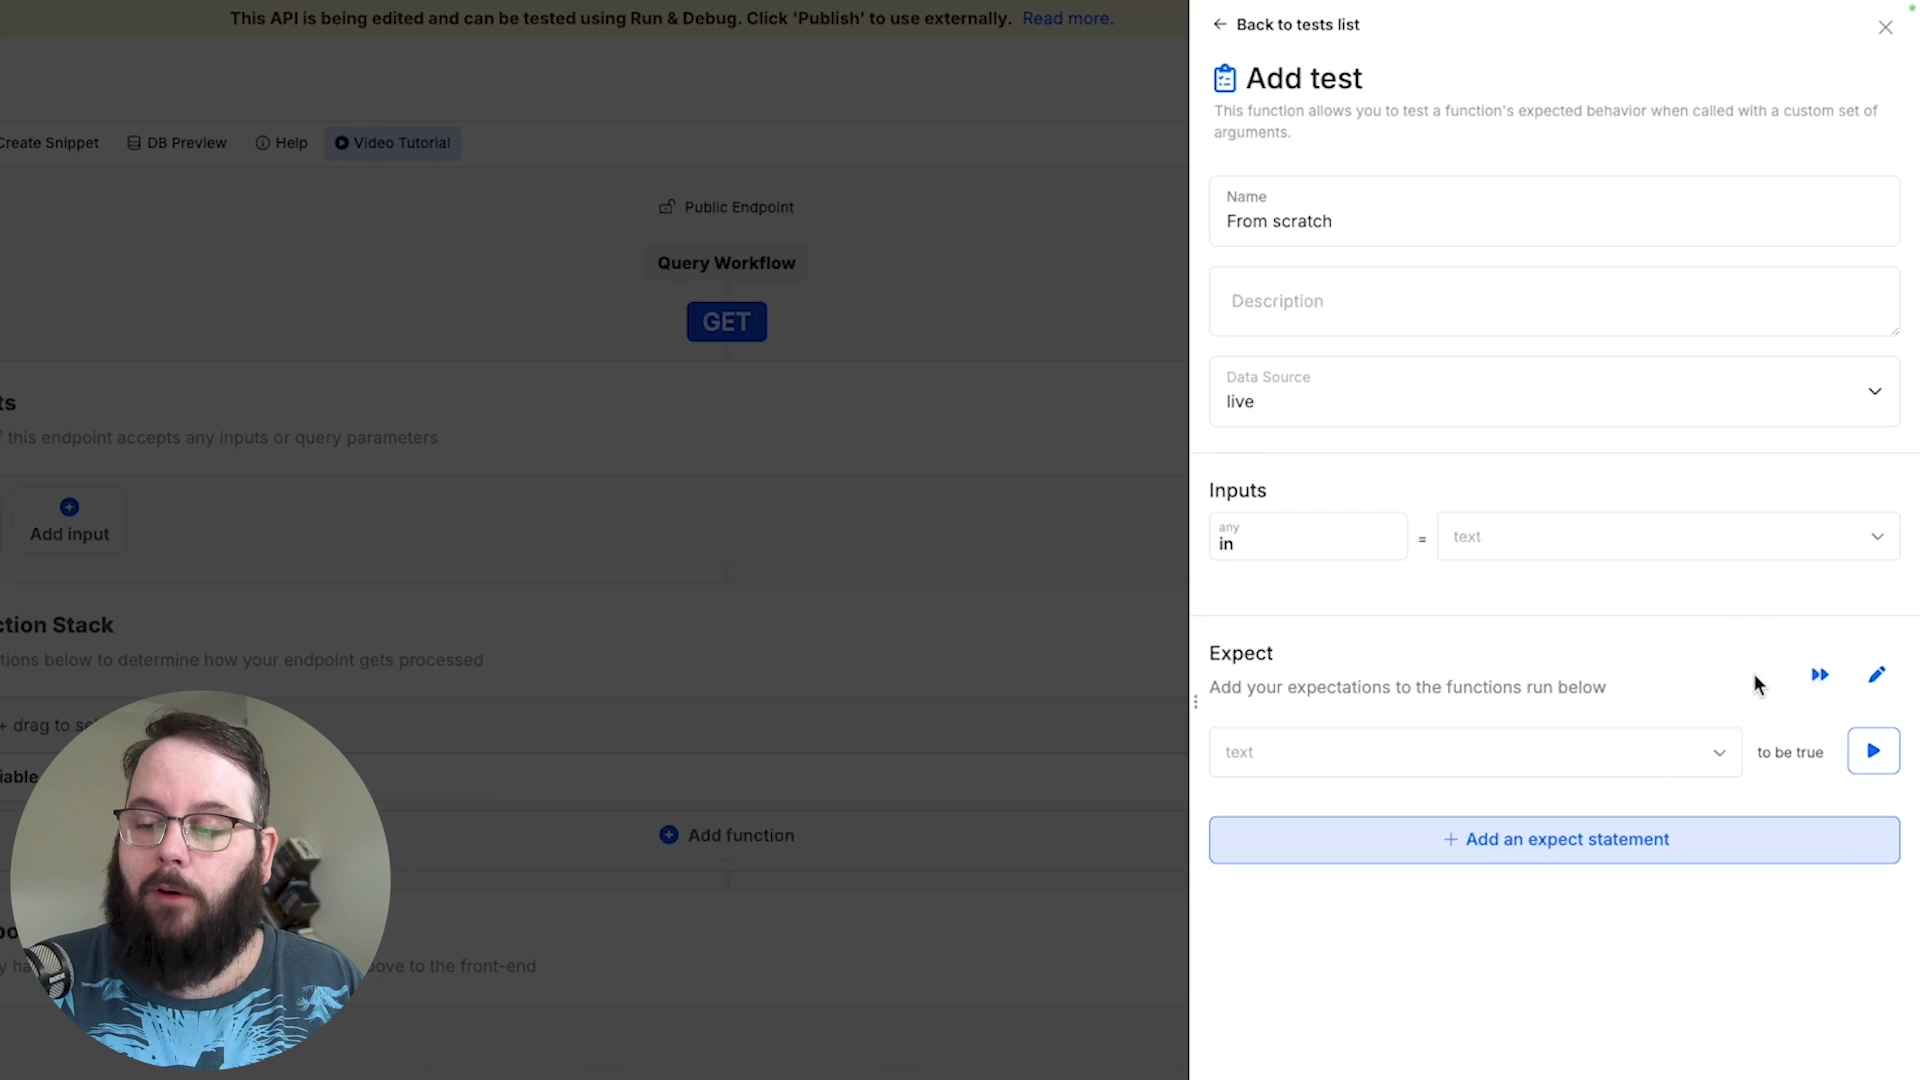 This API is being edited and can be tested using Run & Debug. Click 'Publish' to use externally. Read more.
Create Snippet
DB Preview
Help
Video Tutorial
Public Endpoint
Query Workflow
GET
ts
f this endpoint accepts any inputs or query parameters
Add input
ction Stack
tions below to determine how your endpoint gets processed
+ drag to se
iable
Add function
ove to the front-end
Back to tests list
Add test
This function allows you to test a function's expected behavior when called with a custom set of
arguments.
Name
From scratch
Description
Data Source
live
Inputs
any
in
=
text
Expect
Add your expectations to the functions run below
text
to be true
+ Add an expect statement
RODE